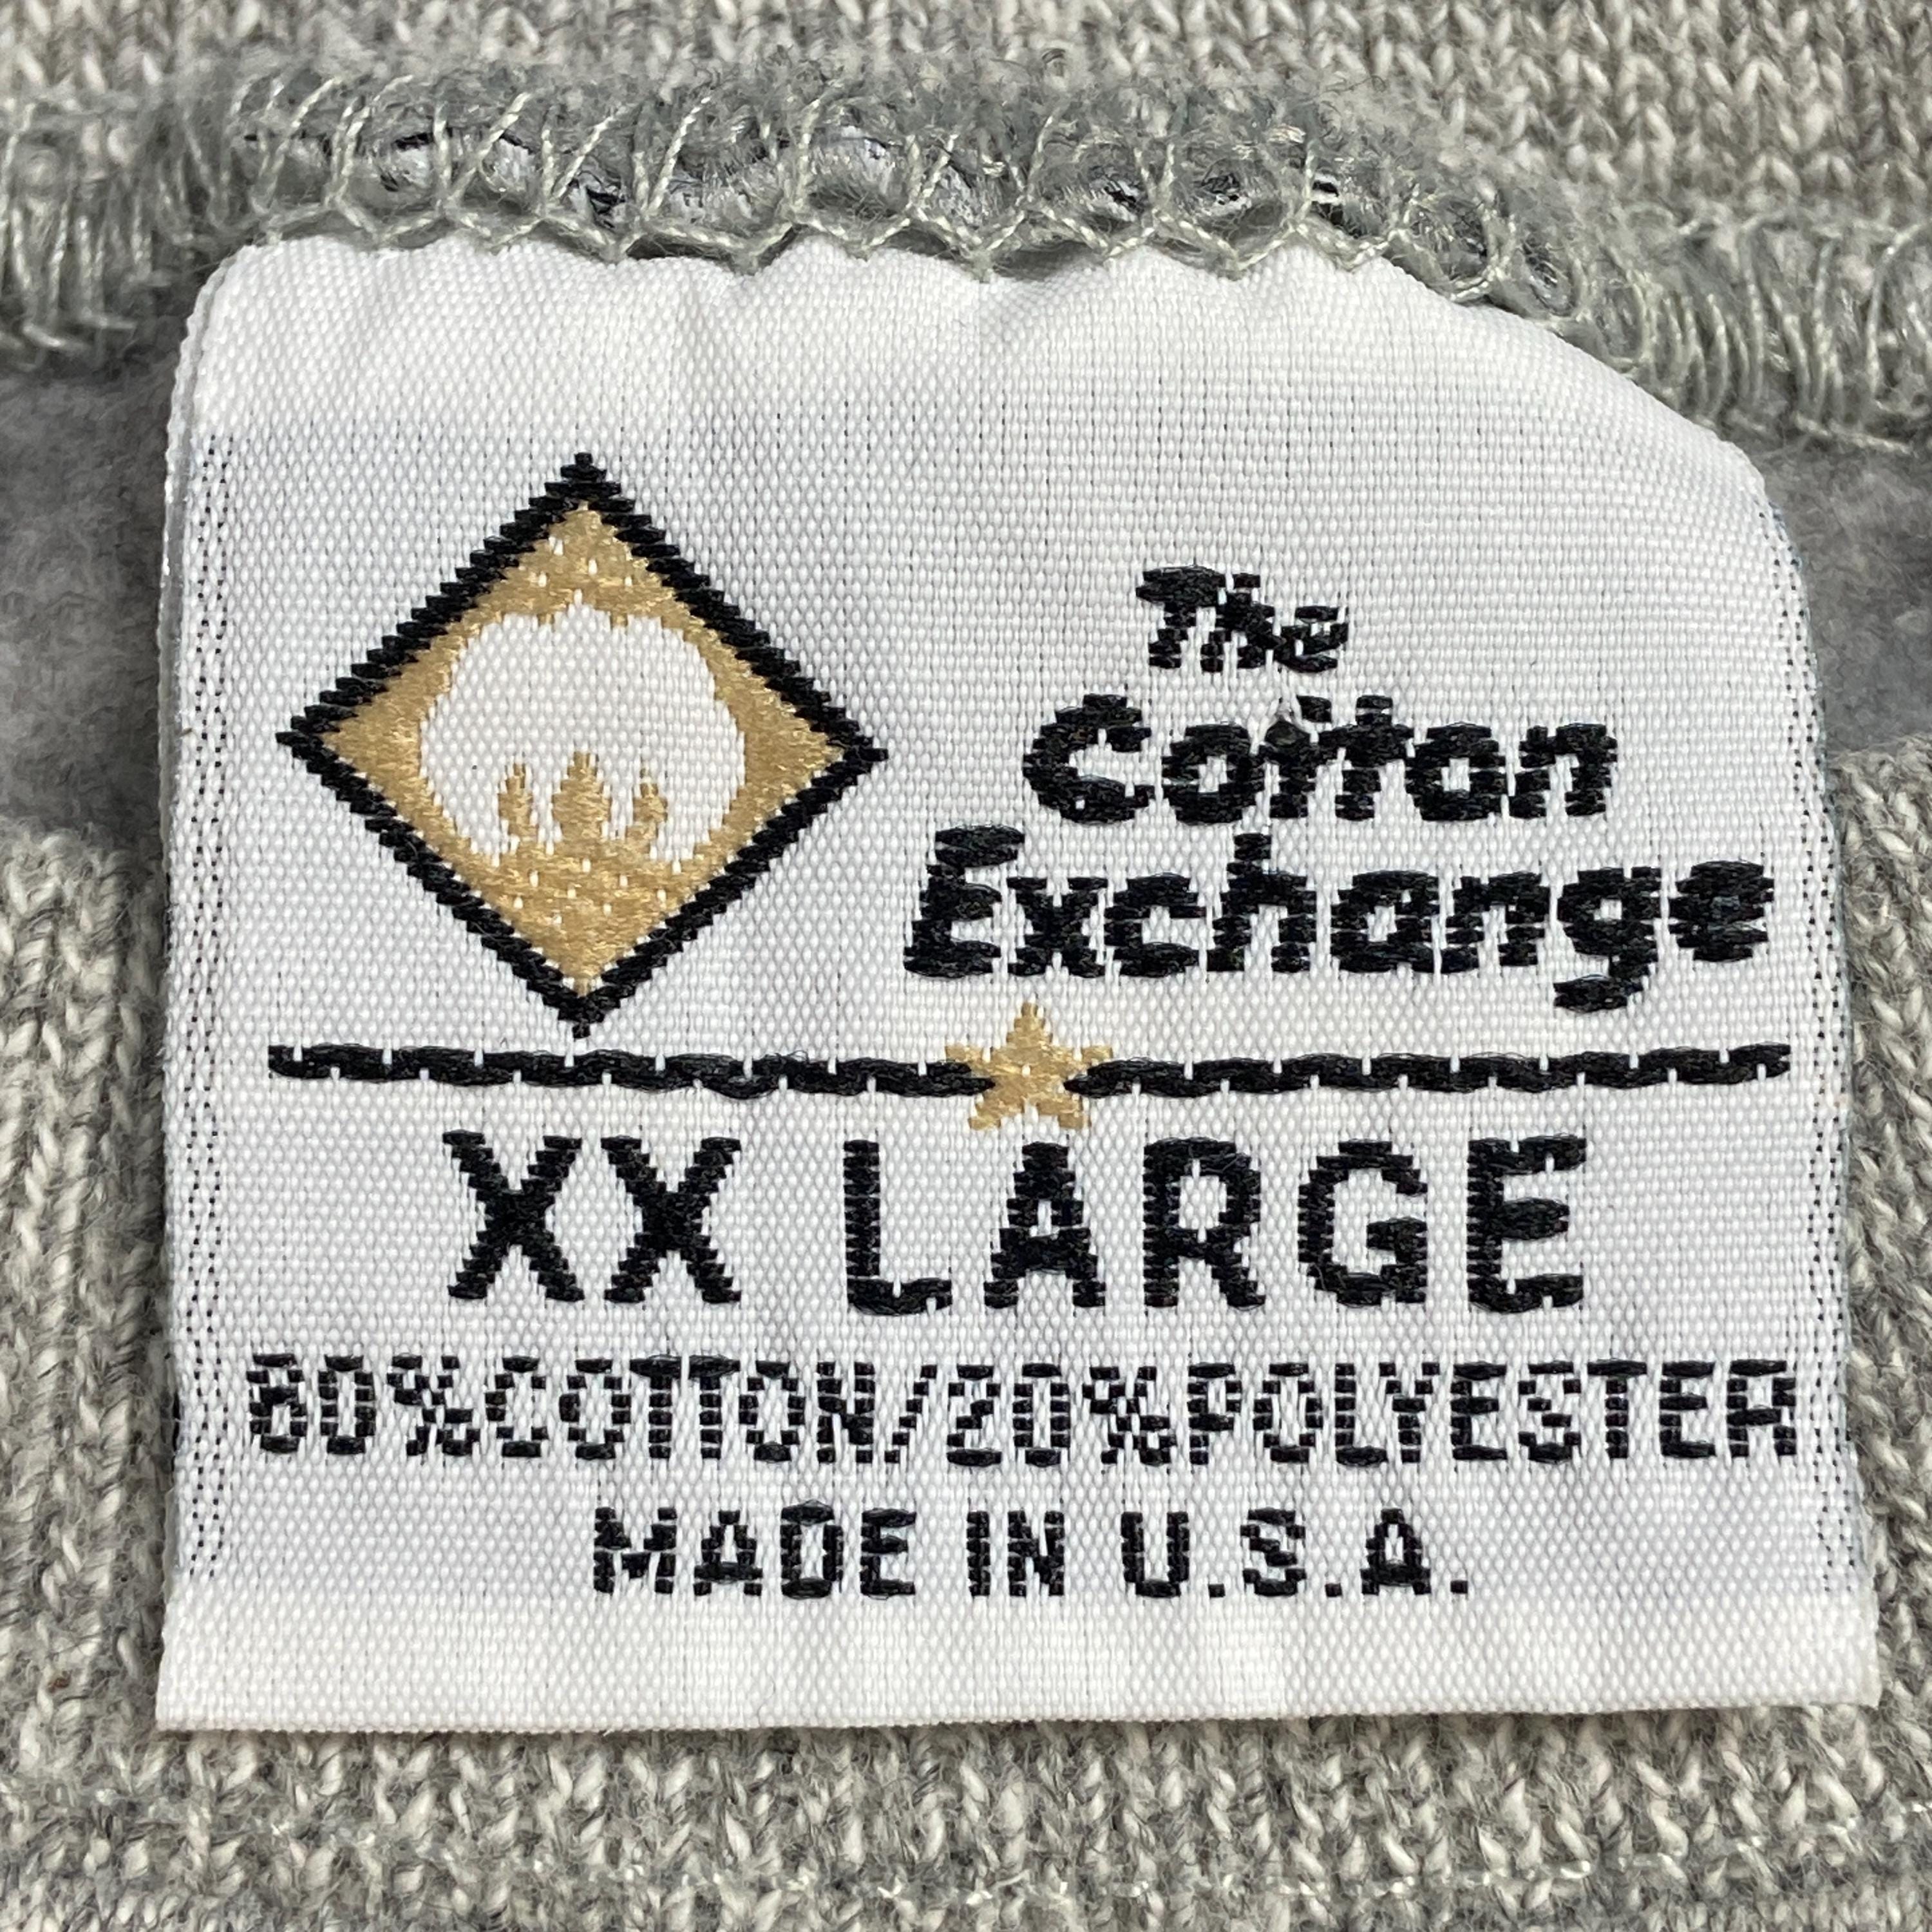 The
Cotton
Exchange
XX LARGE
80%COTTON/20%POLYESTER
MADE IN U.S.A.